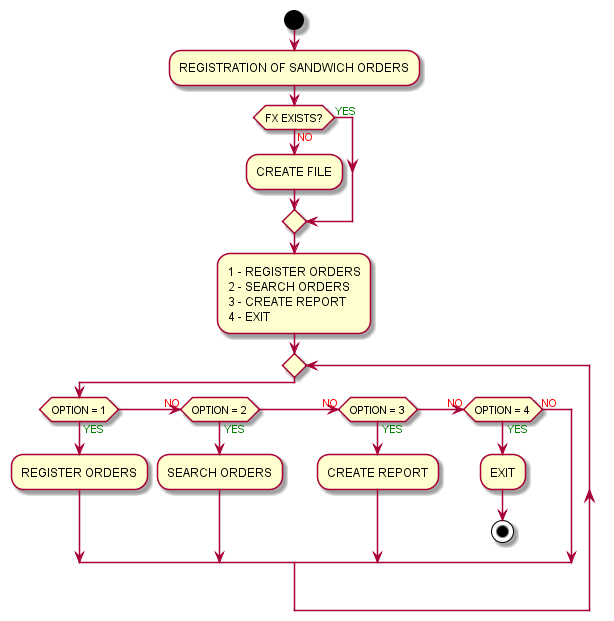 REGISTRATION OF SANDWICH ORDERS
FX EXISTS?
YES
NO
CREATE FILE
1 - REGISTER ORDERS
2 - SEARCH ORDERS
3 - CREATE REPORT
4 - EXIT
OPTION = 1
NO
OPTION = 2
NO
OPTION = 3
NO
OPTION = 4
NO
YES
YES
YES
YES
REGISTER ORDERS
SEARCH ORDERS
CREATE REPORT
EXIT